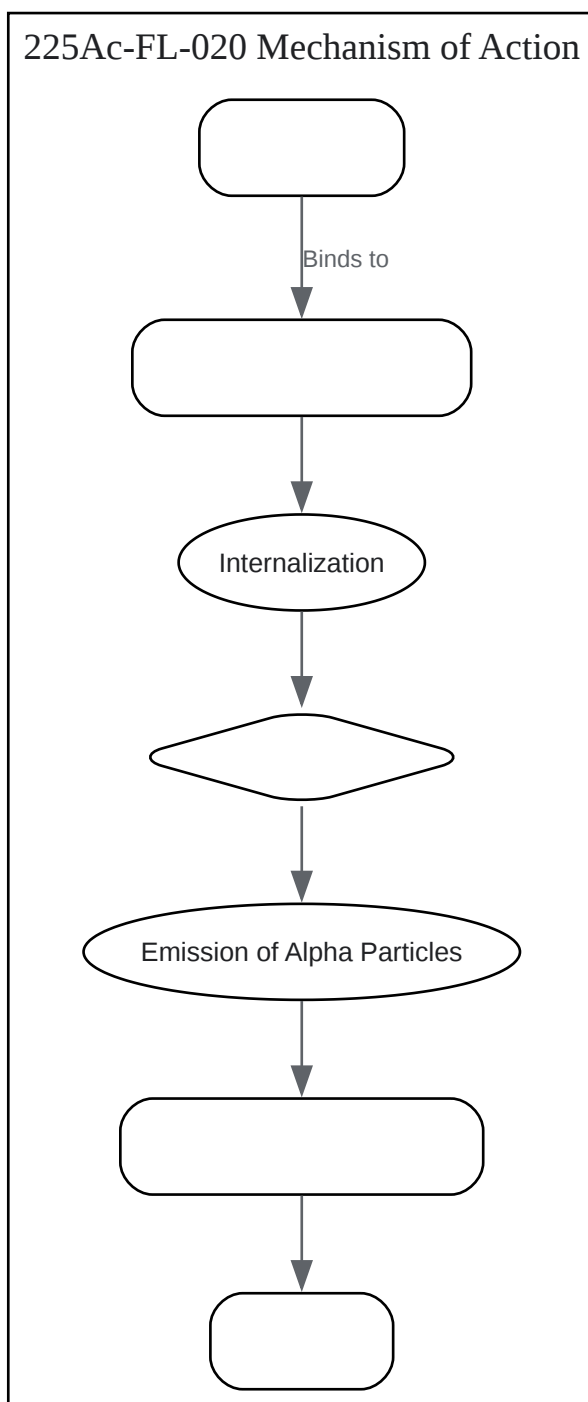 225Ac-FL-020 Mechanism of Action
Binds to
Internalization
Emission of Alpha Particles